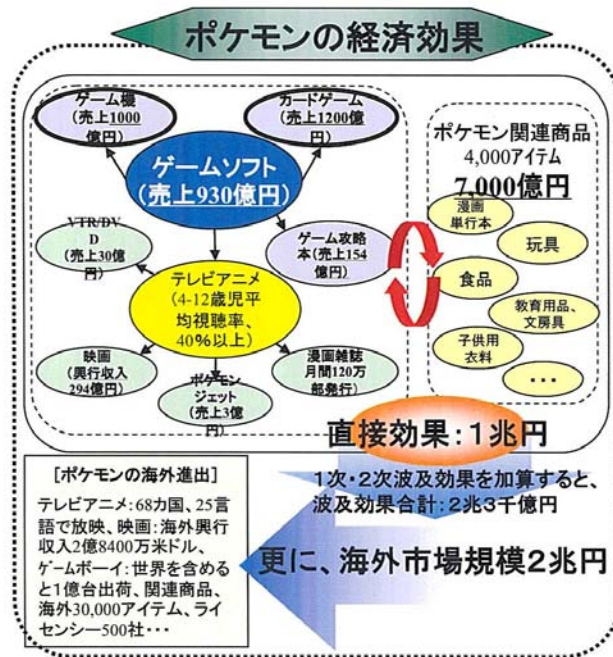 ポケモンの経済効果
ゲーム機
(売上1000
億円)
カードゲーム
(売上1200億
円)
ゲームソフト
(売上930億円)
VTR/DV
D
(売上30億
円)
ゲーム攻略
本(売上154
億円)
テレビアニメ
(4-12歳児平
均視聴率、
40%以上)
映画
(興行収入
294億円)
ポケモン
ジェット
(売上3億
円)
漫画雑誌
月間120万
部発行)
ポケモン関連商品
4,000アイテム
7,000億円
漫画
単行本
玩具
食品
教育用品、
文房具
子供用
衣料
・・・
直接効果:1兆円
1次・2次波及効果を加算すると、
波及効果合計:2兆3千億円
更に、海外市場規模2兆円
[ポケモンの海外進出]
テレビアニメ:68カ国、25言
語で放映、映画:海外興行
収入2億8400万米ドル、
ゲームボーイ:世界を含める
と1億台出荷、関連商品、
海外30,000アイテム、ライ
センシー500社・・・